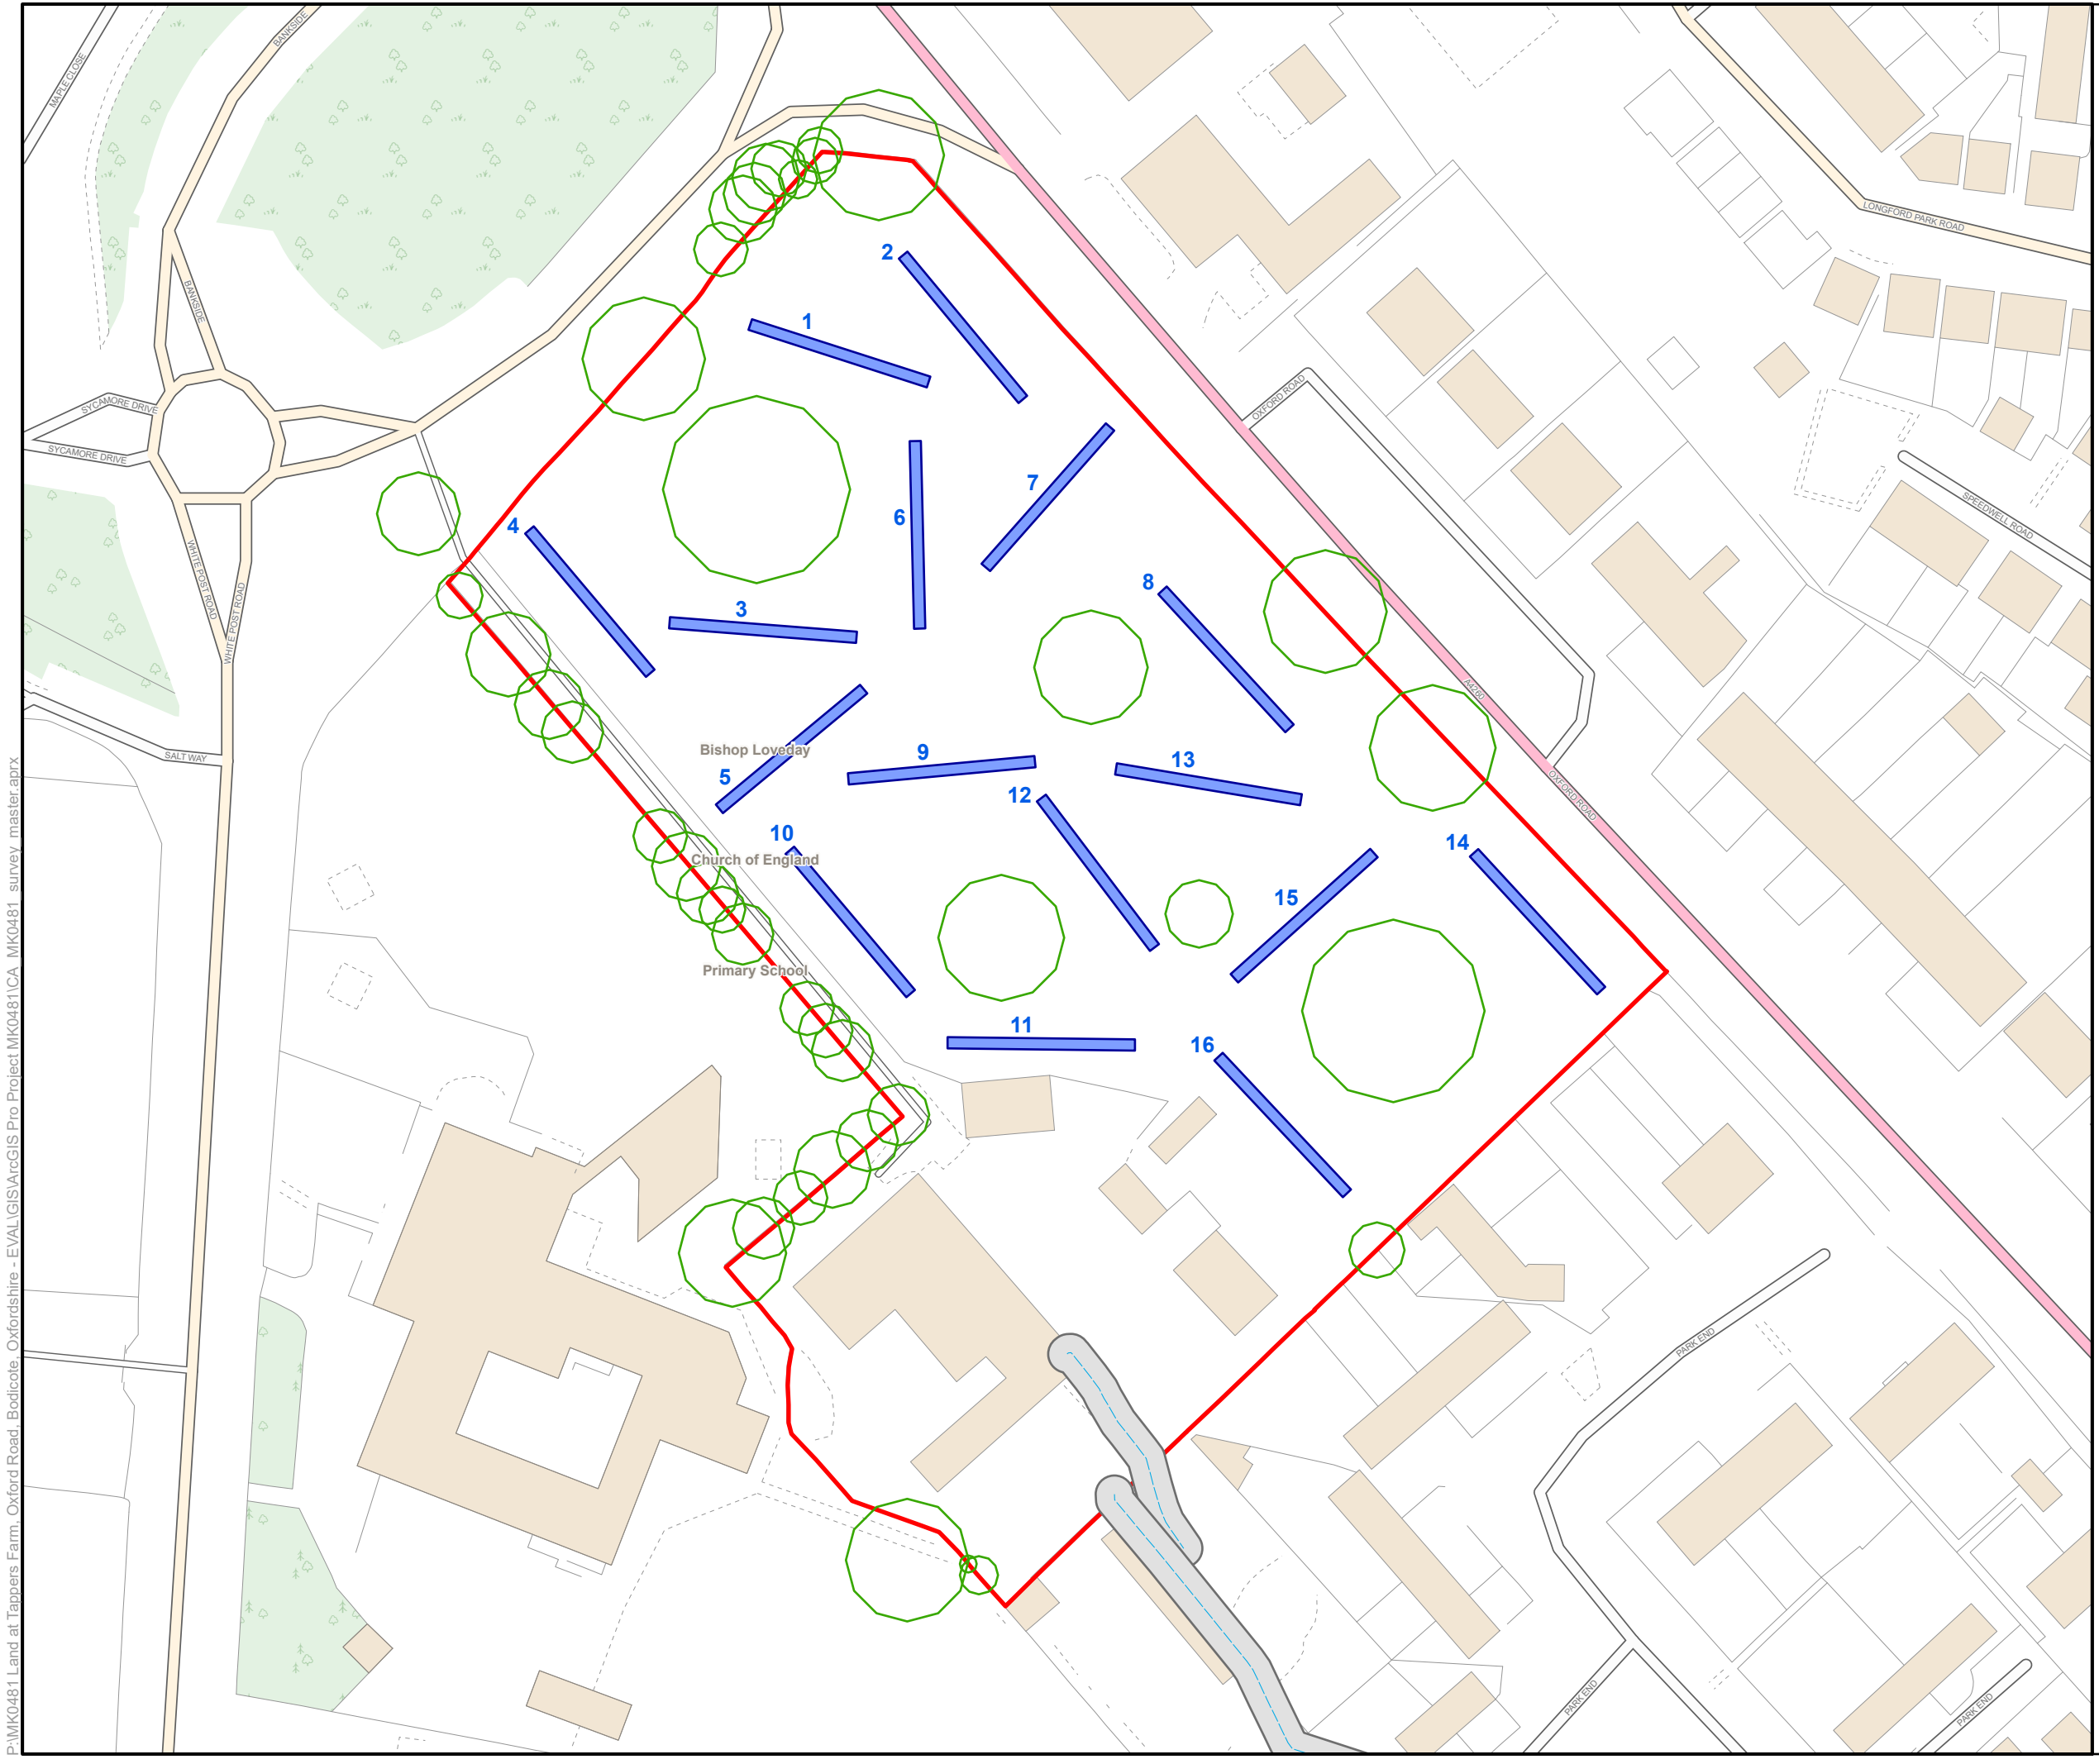 MAPLE CLOSE
BANKSIDE
LONGFORD PARK ROAD
2
BANKSIDE
1
OXFORD ROAD
SYCAMORE DRIVE
SYCAMORE DRIVE
7
6
4
SPEEDWELL ROAD
WHITE POST ROAD
WHITE POST ROAD
8
3
A4260
Bishop Loveday
9
SALT WAY
13
5
12
OXFORD ROAD
10
14
Church of England
15
Primary School
11
16
PARK END
PARK END
PARK END
P:\MK0481 Land at Tappers Farm, Oxford Road, Bodicote, Oxfordshire - EVAL\GIS\ArcGIS Pro Project MK0481\CA_MK0481_survey_master.aprx